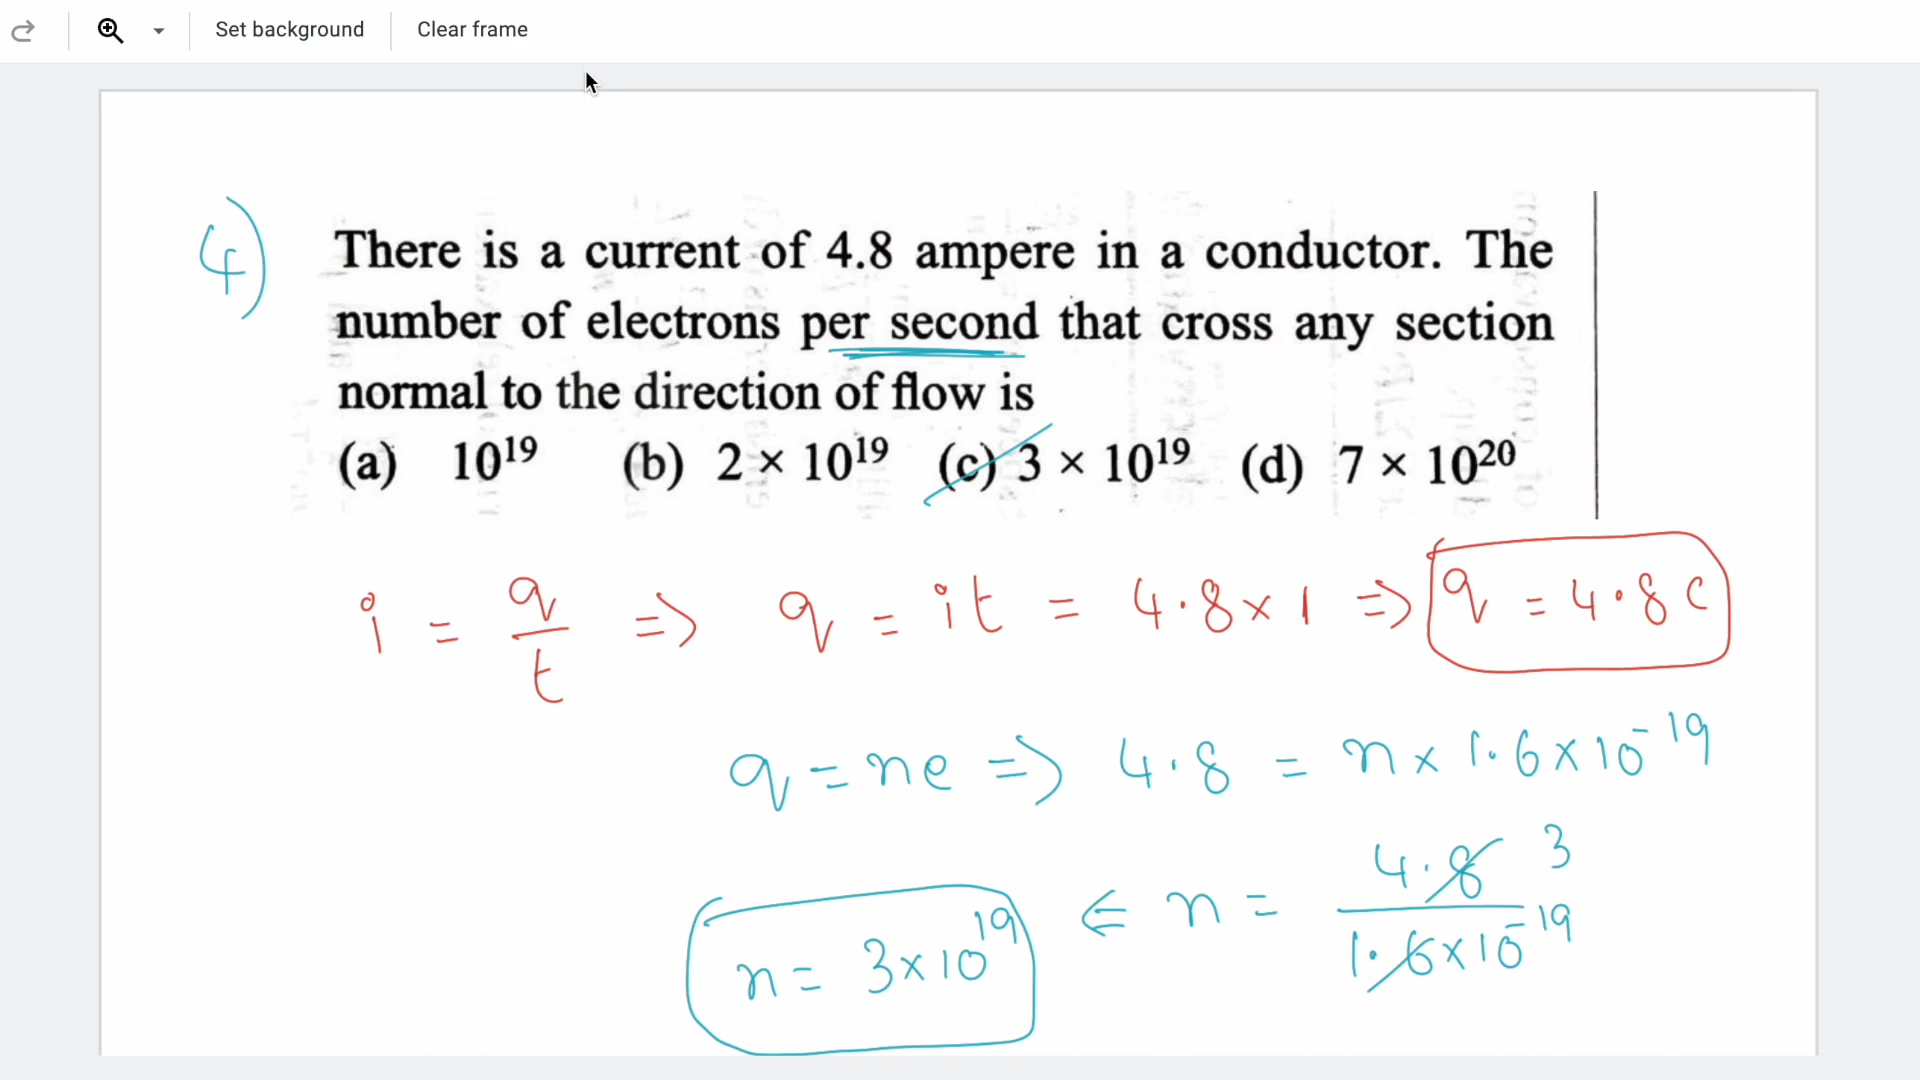 Set background Clear frame
4)
There is a current of 4.8 ampere in a conductor. The
number of electrons per second that cross any section
normal to the direction of flow is
(a) 10¹⁹ (b) 2 × 10¹⁹ (c) 3 × 10¹⁹ (d) 7 × 10²⁰
i = q/t => q = it = 4.8 × 1 => q = 4.8 C
q = ne => 4.8 = n × 1.6 × 10⁻¹⁹
n = 3 × 10¹⁹ <= n = 4.8 3 / 1.6 × 10⁻¹⁹